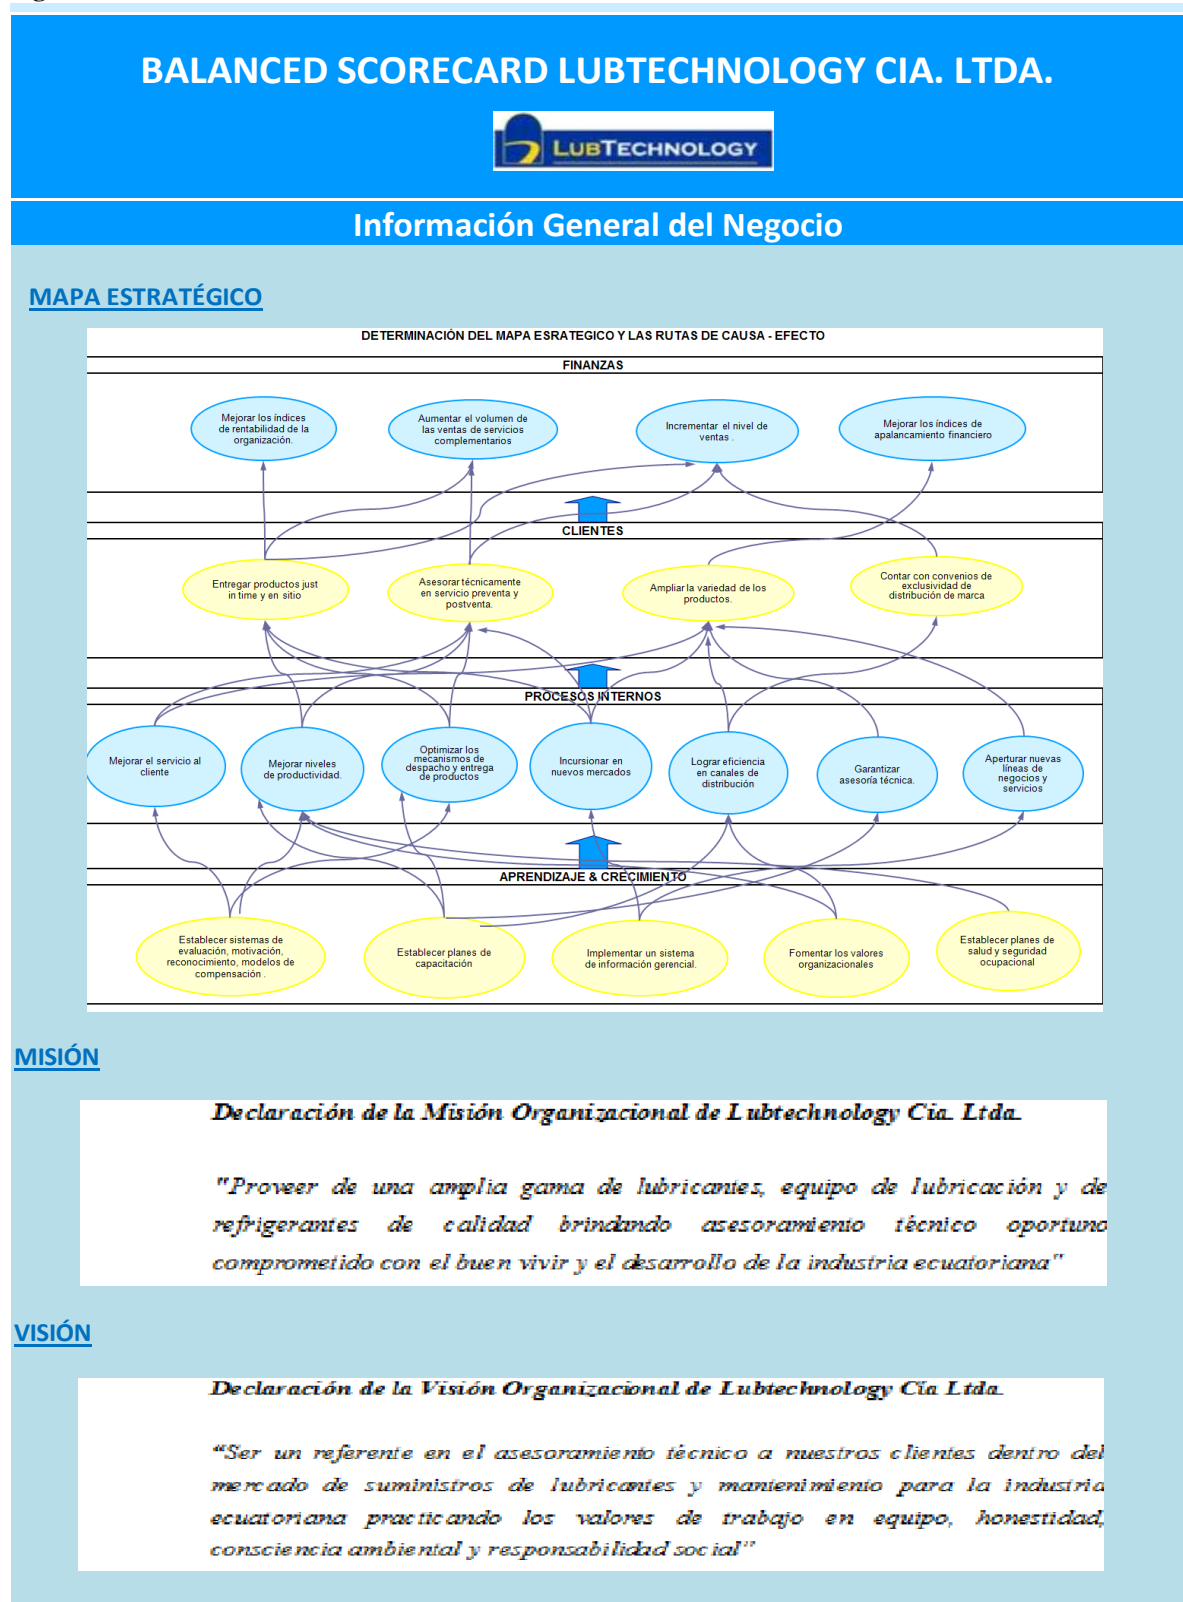 BALANCED SCORECARD LUBTECHNOLOGY CIA. LTDA.
LUBTECHNOLOGY
Información General del Negocio
MAPA ESTRATÉGICO
DETERMINACIÓN DEL MAPA ESRATEGICO Y LAS RUTAS DE CAUSA - EFECTO
FINANZAS
Mejorar los índices
de rentabilidad de la
organización.
Aumentar el volumen de
las ventas de servicios
complementarios
Incrementar el nivel de
ventas .
Mejorar los índices de
apalancamiento financiero
CLIENTES
Entregar productos just
in time y en sitio
Asesorar técnicamente
en servicio preventa y
postventa.
Ampliar la variedad de los
productos.
Contar con convenios de
exclusividad de
distribución de marca
PROCESOS INTERNOS
Mejorar el servicio al
cliente
Mejorar niveles
de productividad.
Optimizar los
mecanismos de
despacho y entrega
de productos
Incursionar en
nuevos mercados
Lograr eficiencia
en canales de
distribución
Garantizar
asesoría técnica.
Aperturar nuevas
líneas de
negocios y
servicios
APRENDIZAJE & CRECIMIENTO
Establecer sistemas de
evaluación, motivación,
reconocimiento, modelos de
compensación .
Establecer planes de
capacitación
Implementar un sistema
de información gerencial.
Fomentar los valores
organizacionales
Establecer planes de
salud y seguridad
ocupacional
MISIÓN
Declaración de la Misión Organizacional de Lubtechnology Cia. Ltda.
"Proveer de una amplia gama de lubricantes, equipo de lubricación y de
refrigerantes de calidad brindando asesoramiento técnico oportuno
comprometido con el buen vivir y el desarrollo de la industria ecuatoriana"
VISIÓN
Declaración de la Visión Organizacional de Lubtechnology Cía Ltda.
“Ser un referente en el asesoramiento técnico a nuestros clientes dentro del
mercado de suministros de lubricantes y mantenimiento para la industria
ecuatoriana practicando los valores de trabajo en equipo, honestidad,
consciencia ambiental y responsabilidad social”